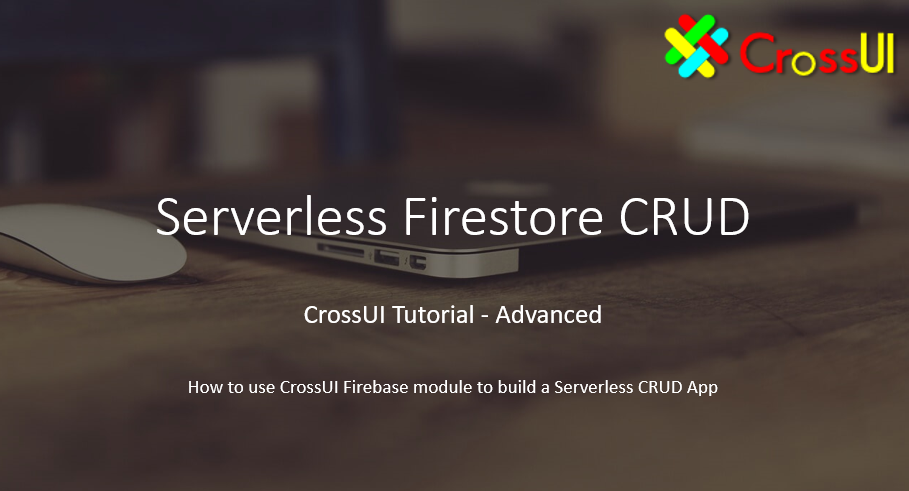 CrossUI
Serverless Firestore CRUD
CrossUI Tutorial - Advanced
How to use CrossUI Firebase module to build a Serverless CRUD App